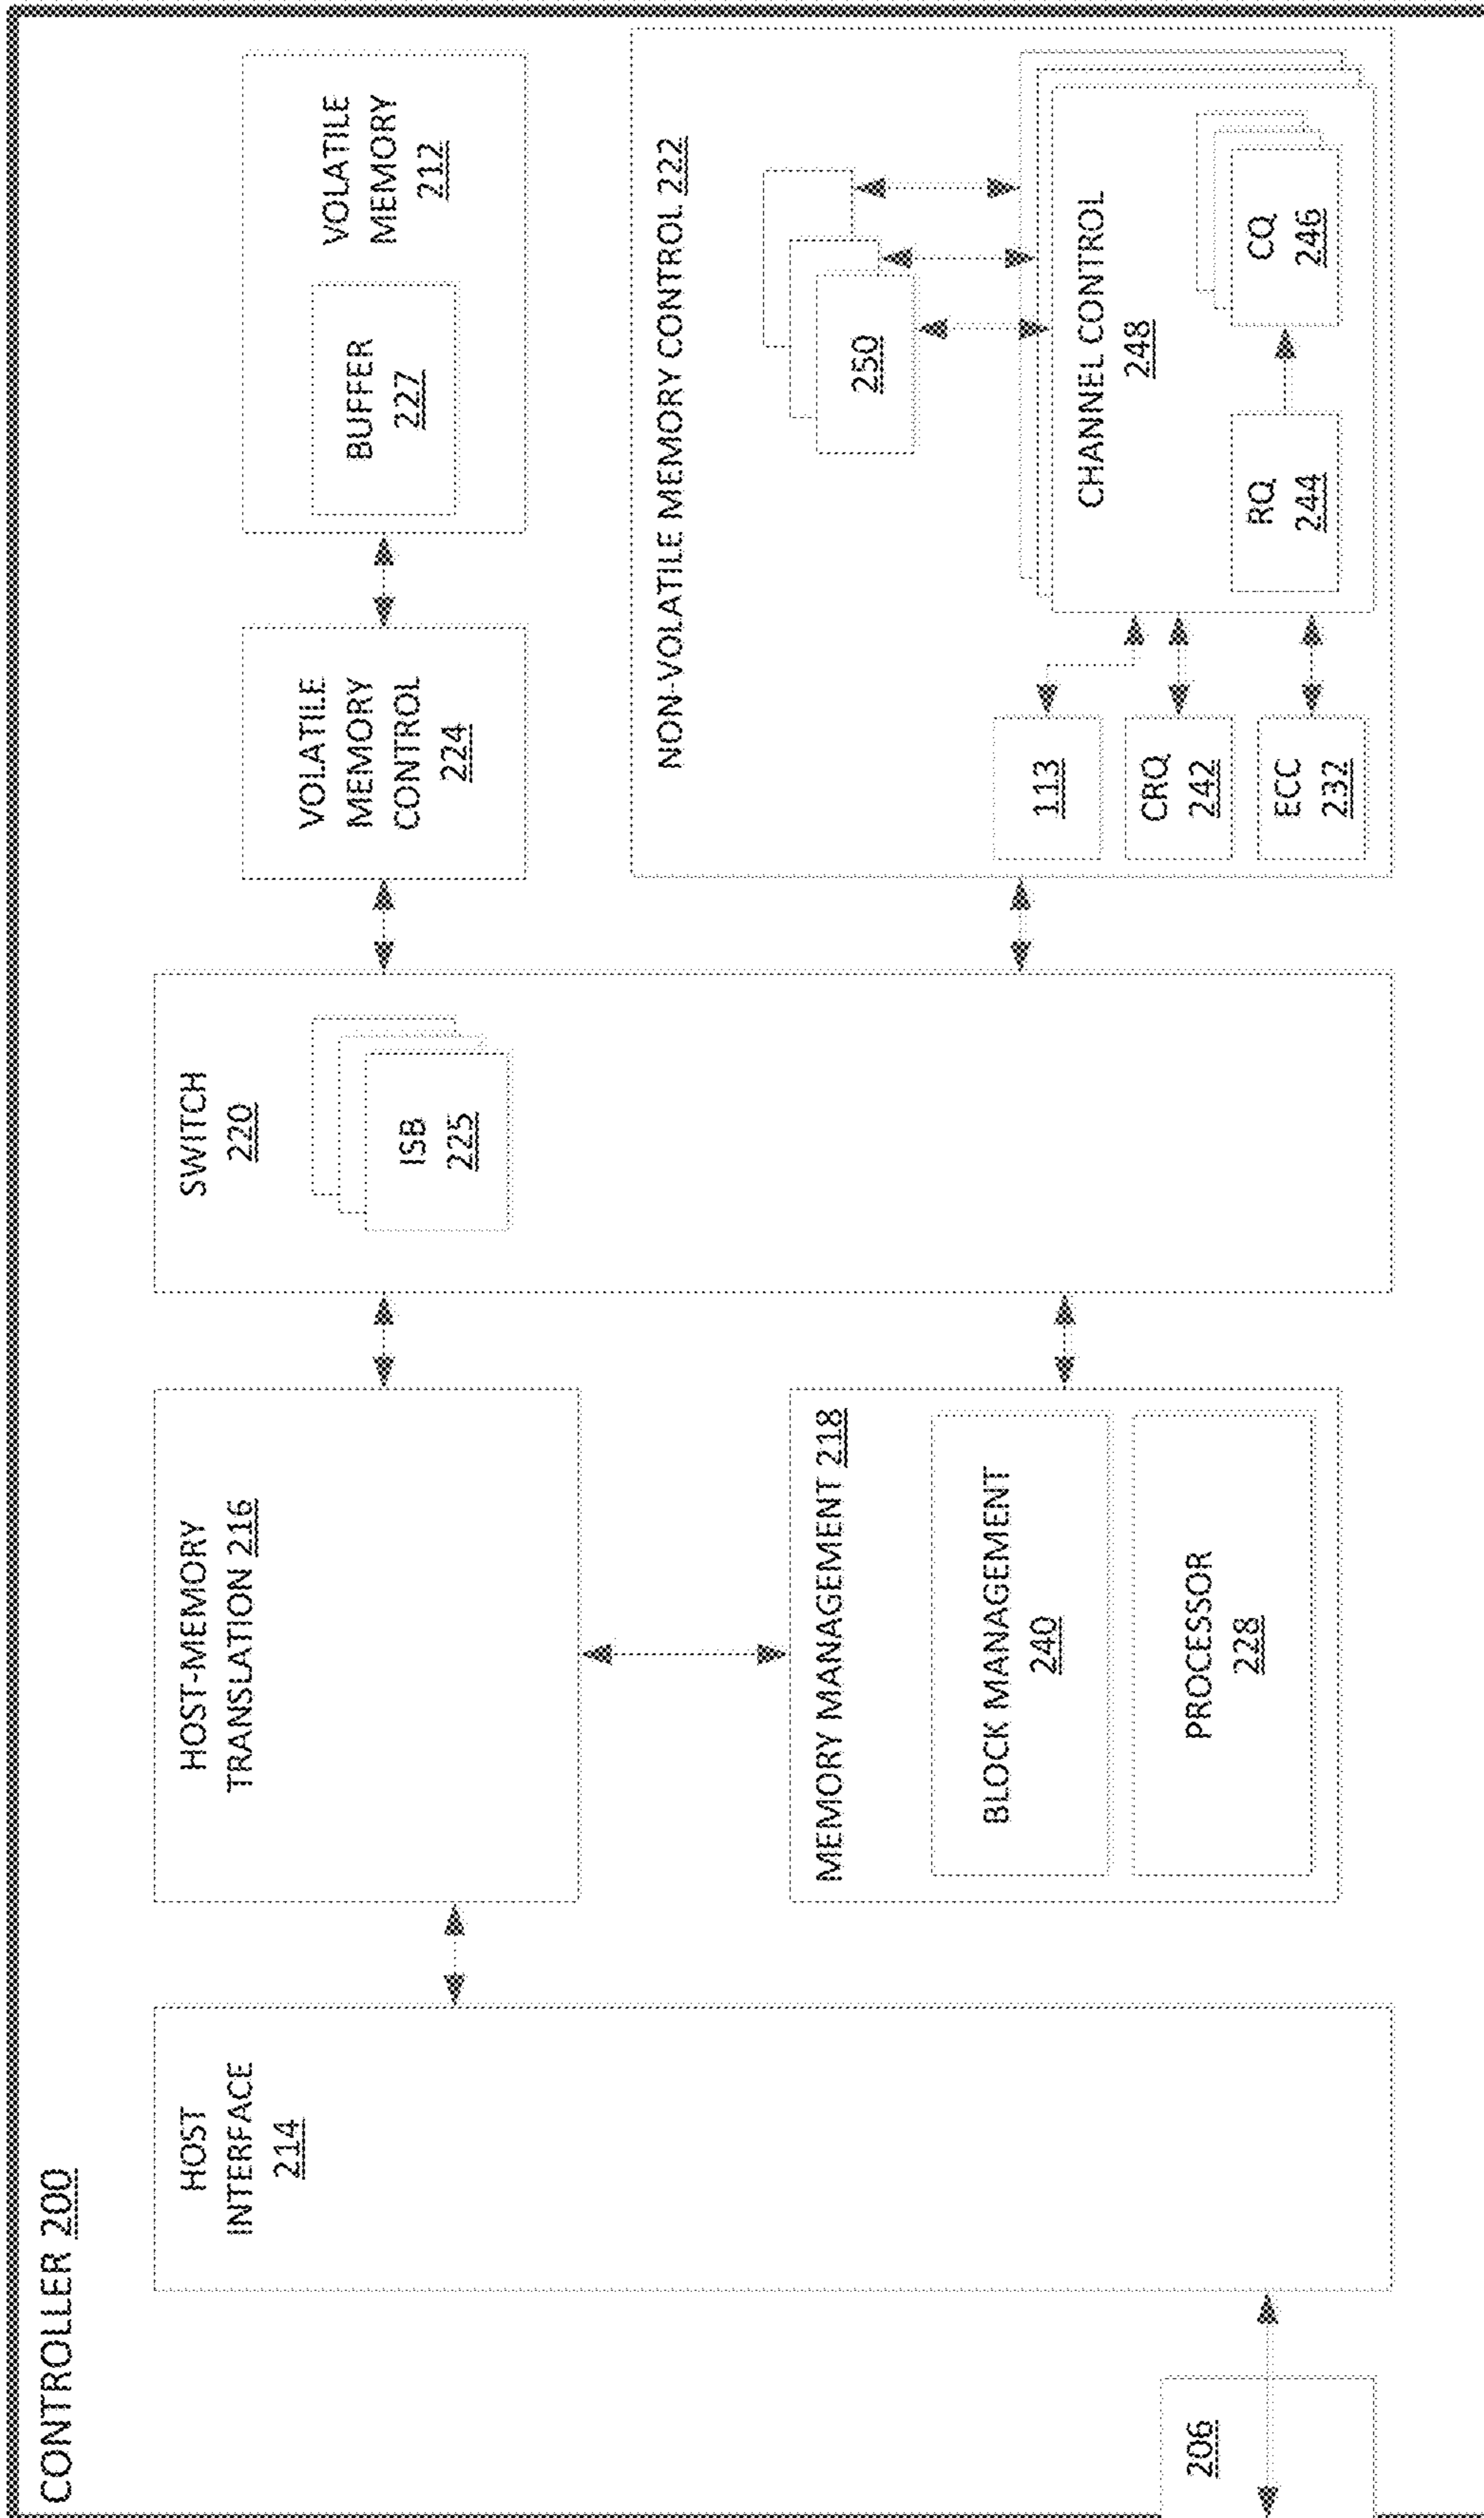 CONTROLLER 200
206
HOST
INTERFACE
214
HOST-MEMORY
TRANSLATION 216
MEMORY MANAGEMENT 218
BLOCK MANAGEMENT
240
PROCESSOR
228
SWITCH
220
ISB
225
VOLATILE
MEMORY
CONTROL
224
VOLATILE
MEMORY
212
BUFFER
227
NON-VOLATILE MEMORY CONTROL 222
113
CRQ
242
ECC
232
250
CHANNEL CONTROL
248
RQ
244
CQ
246